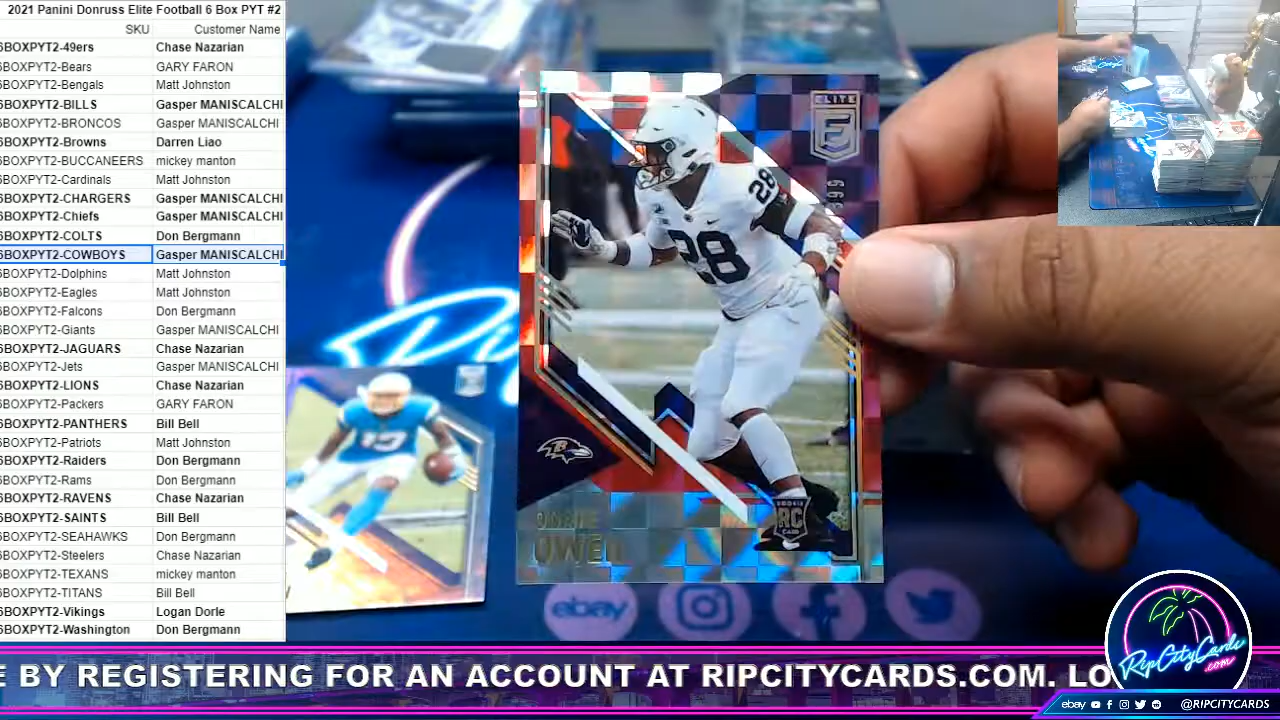 2021 Panini Donruss Elite Football 6 Box PYT #2
SKU Customer Name
6BOXPYT2-49ers Chase Nazarian
6BOXPYT2-Bears GARY FARON
6BOXPYT2-Bengals Matt Johnston
6BOXPYT2-BILLS Gasper MANISCALCHI
6BOXPYT2-BRONCOS Gasper MANISCALCHI
6BOXPYT2-Browns Darren Liao
6BOXPYT2-BUCCANEERS mickey manton
6BOXPYT2-Cardinals Matt Johnston
6BOXPYT2-CHARGERS Gasper MANISCALCHI
6BOXPYT2-Chiefs Gasper MANISCALCHI
6BOXPYT2-COLTS Don Bergmann
6BOXPYT2-COWBOYS Gasper MANISCALCHI
6BOXPYT2-Dolphins Matt Johnston
6BOXPYT2-Eagles Matt Johnston
6BOXPYT2-Falcons Don Bergmann
6BOXPYT2-Giants Gasper MANISCALCHI
6BOXPYT2-JAGUARS Chase Nazarian
6BOXPYT2-Jets Gasper MANISCALCHI
6BOXPYT2-LIONS Chase Nazarian
6BOXPYT2-Packers GARY FARON
6BOXPYT2-PANTHERS Bill Bell
6BOXPYT2-Patriots Matt Johnston
6BOXPYT2-Raiders Don Bergmann
6BOXPYT2-Rams Don Bergmann
6BOXPYT2-RAVENS Chase Nazarian
6BOXPYT2-SAINTS Bill Bell
6BOXPYT2-SEAHAWKS Don Bergmann
6BOXPYT2-Steelers Chase Nazarian
6BOXPYT2-TEXANS mickey manton
6BOXPYT2-TITANS Bill Bell
6BOXPYT2-Vikings Logan Dorle
6BOXPYT2-Washington Don Bergmann
ELITE
E
28
28
ROOKIE
RC
CARD
ebay
E BY REGISTERING FOR AN ACCOUNT AT RIPCITYCARDS.COM. LO
RipCityCards
.com
ebay @RIPCITYCARDS